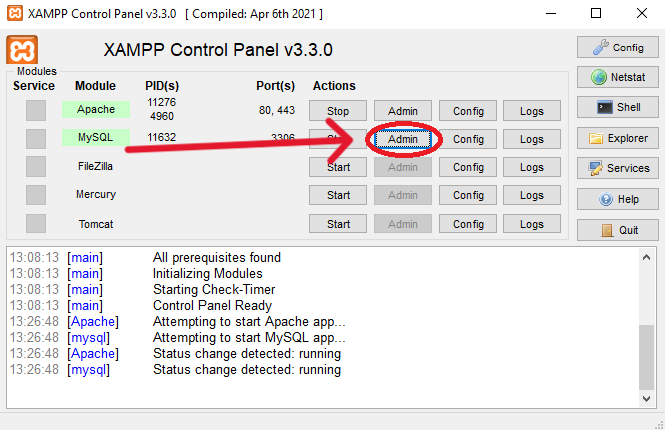 XAMPP Control Panel v3.3.0 [ Compiled: Apr 6th 2021 ]
XAMPP Control Panel v3.3.0
Config
Modules
Service Module PID(s) Port(s) Actions
Netstat
Apache 11276 4960 80, 443 Stop Admin Config Logs
Shell
MySQL 11632 3306 Admin Config Logs
Explorer
FileZilla Start Admin Config Logs
Services
Mercury Start Admin Config Logs
Help
Tomcat Start Admin Config Logs
Quit
13:08:13 [main] All prerequisites found
13:08:13 [main] Initializing Modules
13:08:13 [main] Starting Check-Timer
13:08:13 [main] Control Panel Ready
13:26:48 [Apache] Attempting to start Apache app...
13:26:48 [mysql] Attempting to start MySQL app...
13:26:48 [Apache] Status change detected: running
13:26:48 [mysql] Status change detected: running